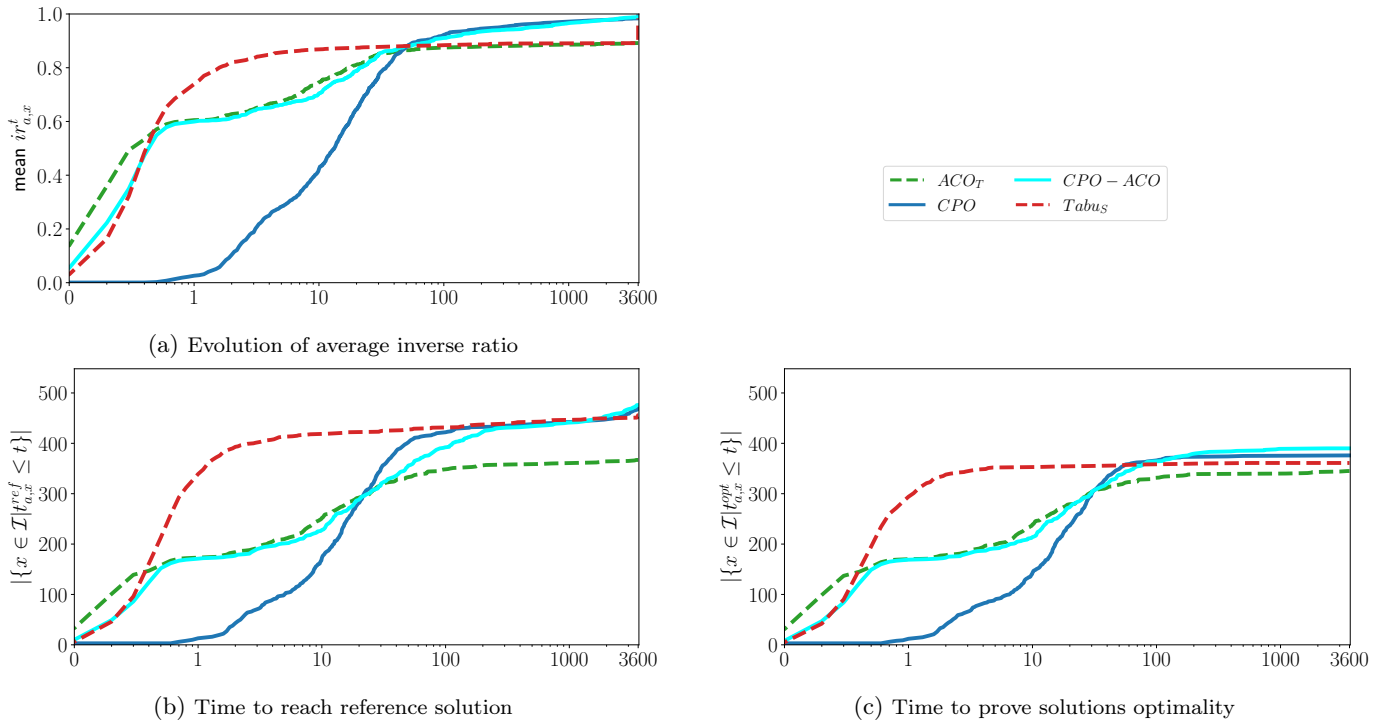 1.0
0.8
0.6
0.4
0.2
0.0
mean $ir^t_{a,x}$
0 1 10 100 1000 3600
(a) Evolution of average inverse ratio
$ACO_T$ $CPO-ACO$
$CPO$ $Tabu_S$
500
400
300
200
100
0
$|\{x \in \mathcal{I} | t^{ref}_{a,x} \leq t\}|$
0 1 10 100 1000 3600
(b) Time to reach reference solution
500
400
300
200
100
0
$|\{x \in \mathcal{I} | t^{opt}_{a,x} \leq t\}|$
0 1 10 100 1000 3600
(c) Time to prove solutions optimality